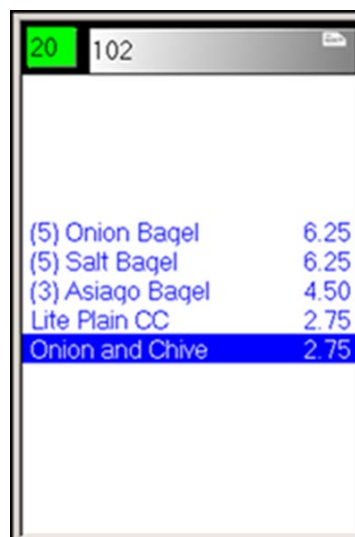 20 102
(5) Onion Bagel 6.25
(5) Salt Bagel 6.25
(3) Asiago Bagel 4.50
Lite Plain CC 2.75
Onion and Chive 2.75